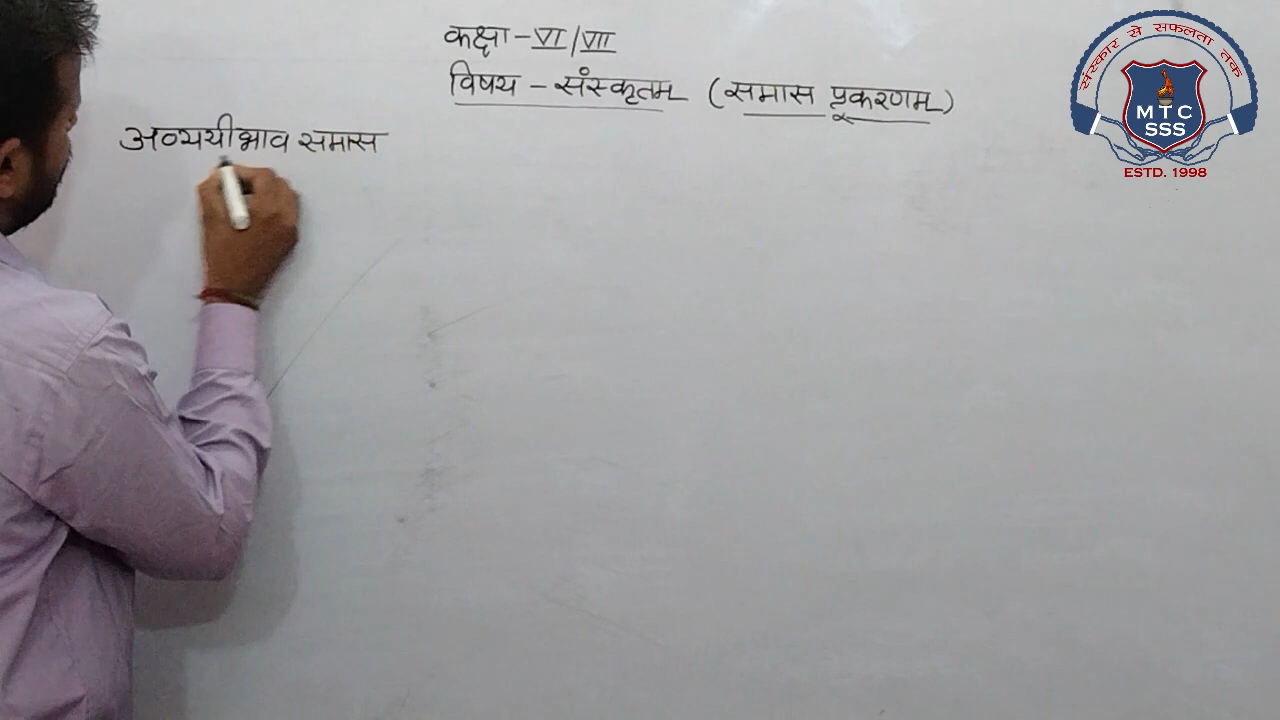 कक्षा - VI / VII
विषय - संस्कृतम् (समास प्रकरणम्)
अव्ययीभाव समास
संस्कार से सफलता तक
MTC
SSS
ESTD. 1998